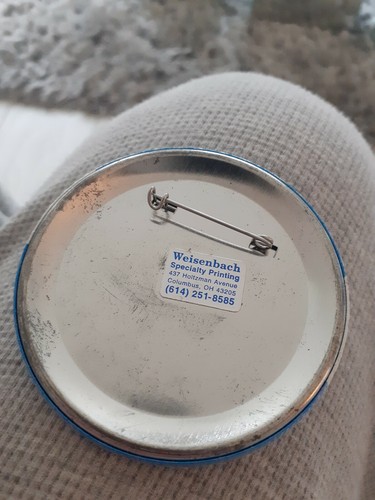 Weisenbach
Specialty Printing
437 Holtzman Avenue
Columbus, OH 43205
(614) 251-8585